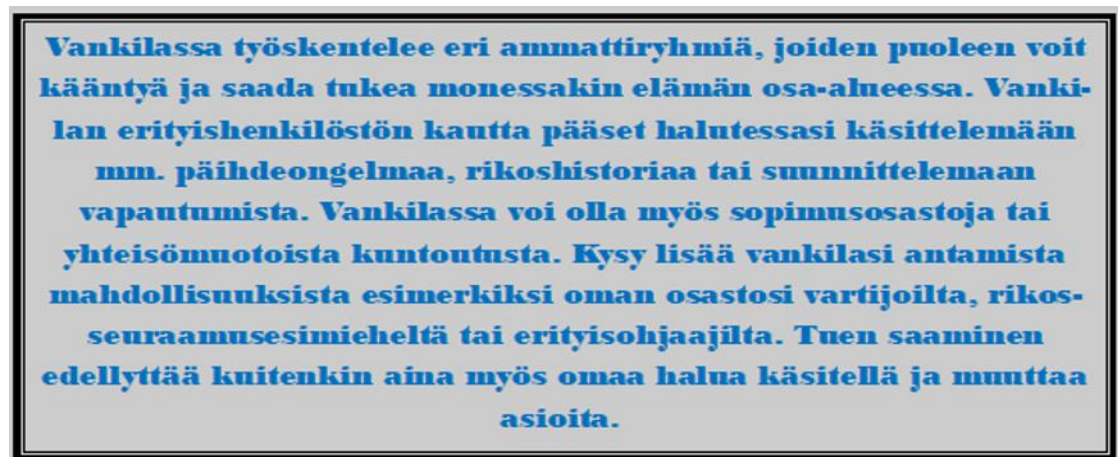 Vankilassa työskentelee eri ammattiryhmiä, joiden puoleen voit
kääntyä ja saada tukea monessakin elämän osa-alueessa. Vanki-
lan erityishenkilöstön kautta pääset halutessasi käsittelemään
mm. päihdeongelmaa, rikoshistoriaa tai suunnittelemaan
vapautumista. Vankilassa voi olla myös sopimusosastoja tai
yhteisömuotoista kuntoutusta. Kysy lisää vankilasi antamista
mahdollisuuksista esimerkiksi oman osastosi vartijoilta, rikos-
seuraamusesimieheltä tai erityisohjaajilta. Tuen saaminen
edellyttää kuitenkin aina myös omaa halua käsitellä ja muuttaa
asioita.